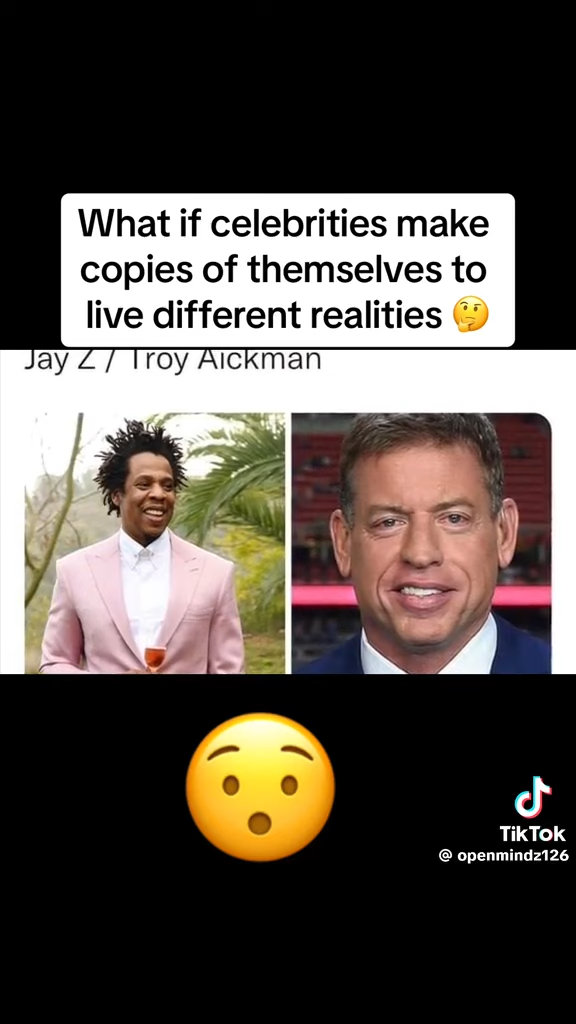 What if celebrities make
copies of themselves to
live different realities 🤔
Jay Z / Troy Aickman
TikTok
@ openmindz126